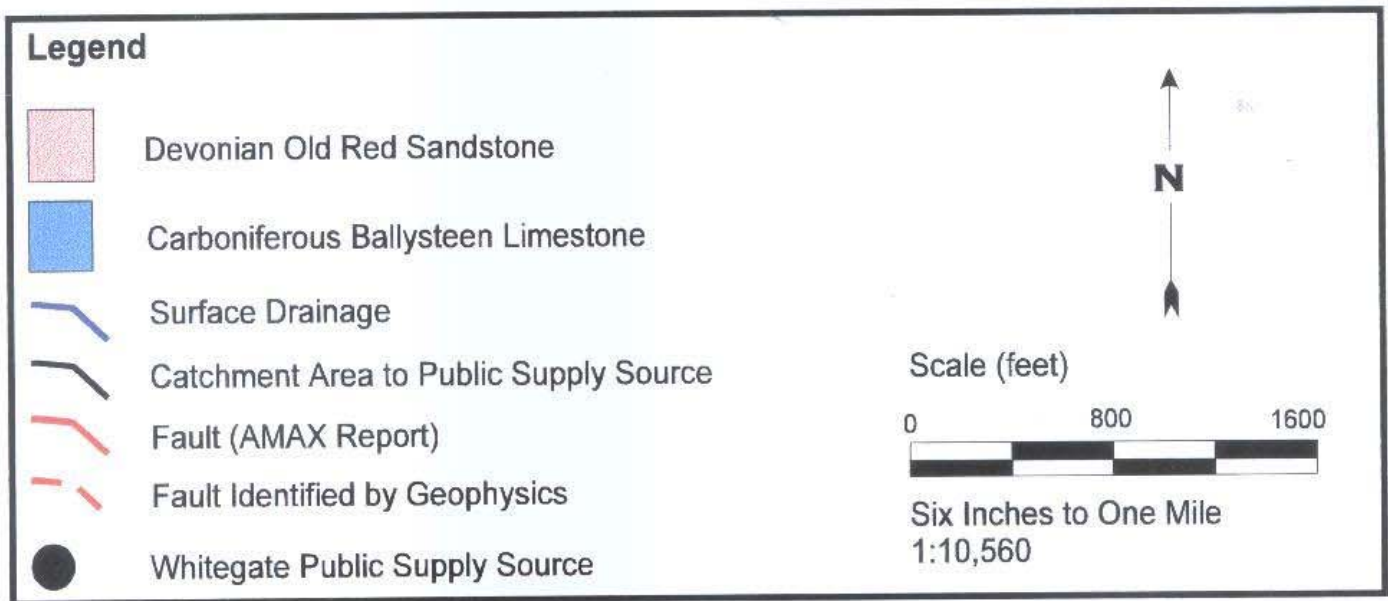 Legend
Devonian Old Red Sandstone
Carboniferous Ballysteen Limestone
Surface Drainage
Catchment Area to Public Supply Source
Fault (AMAX Report)
Fault Identified by Geophysics
Whitegate Public Supply Source
N
Scale (feet)
0 800 1600
Six Inches to One Mile
1:10,560